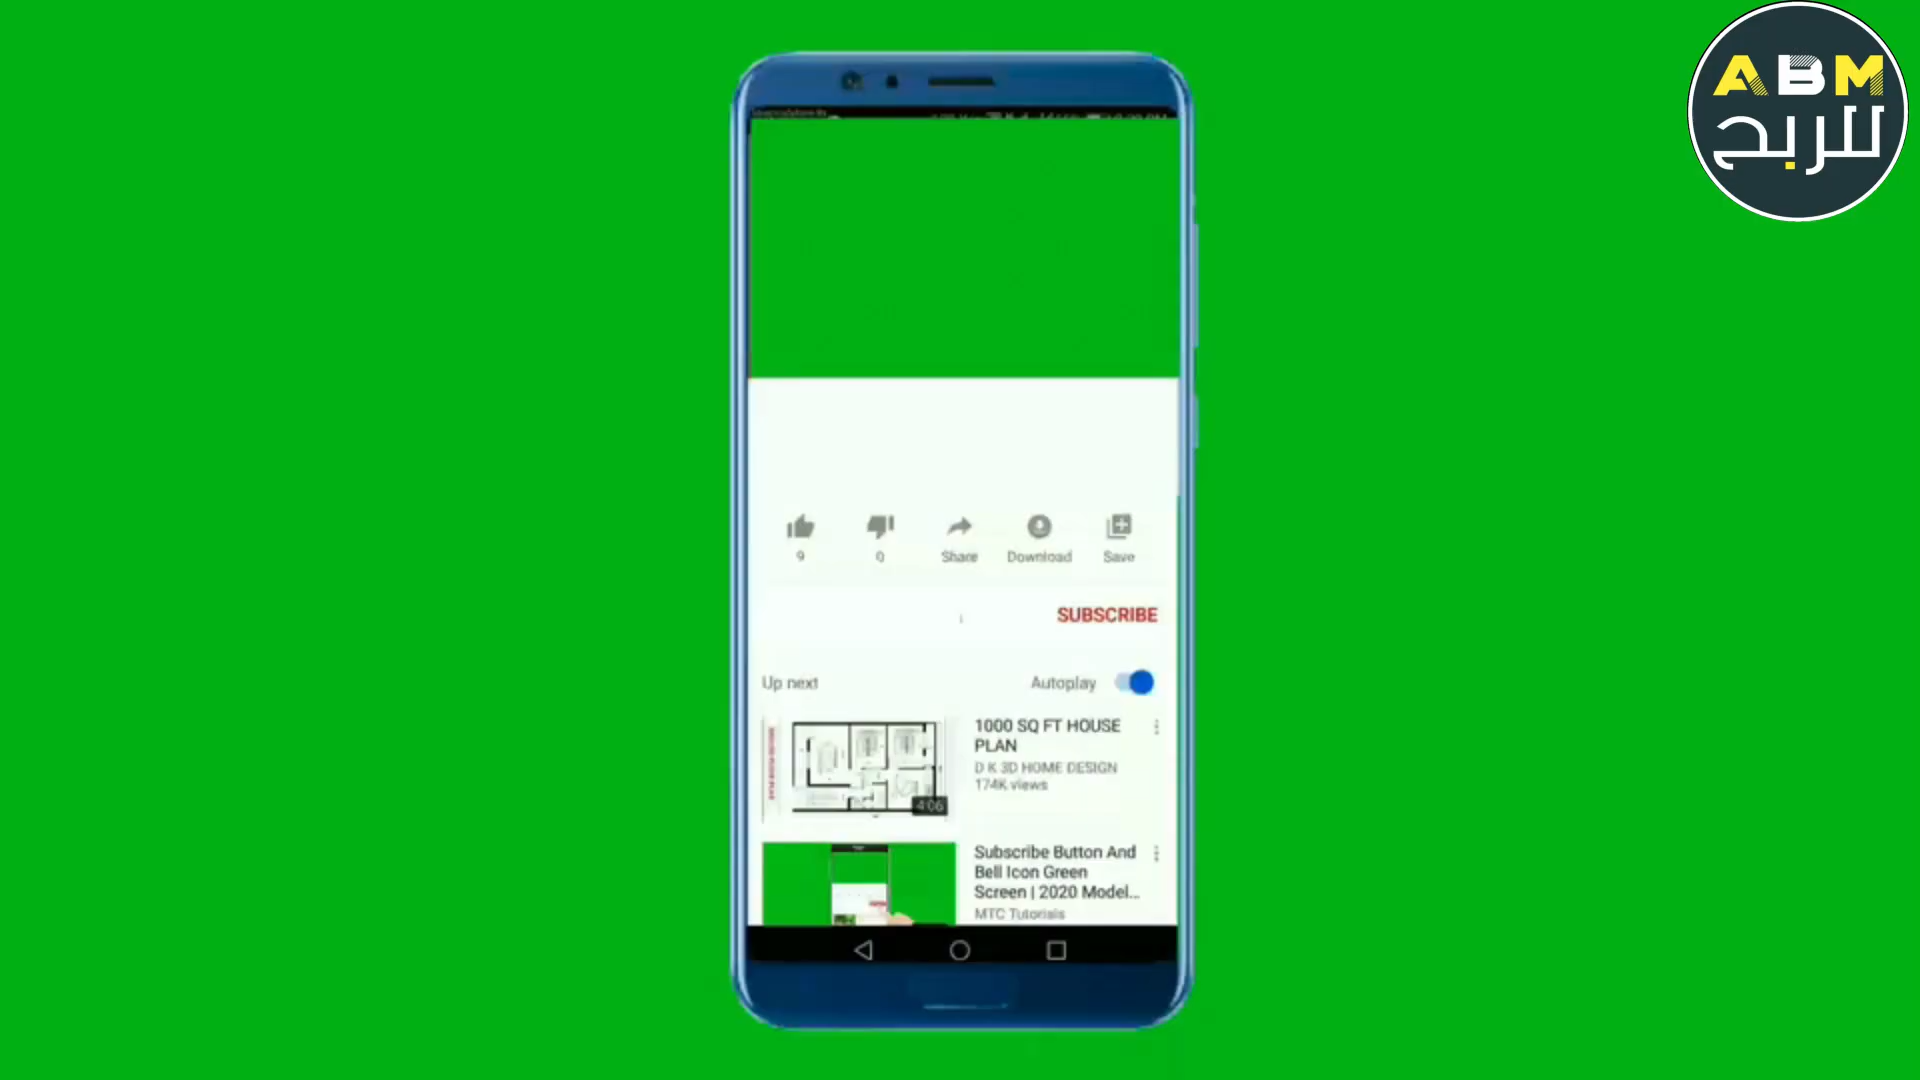 ABM
للربح
9
0
Share
Download
Save
SUBSCRIBE
Up next
Autoplay
1000 SQ FT HOUSE
PLAN
D K 3D HOME DESIGN
174K views
4:06
Subscribe Button And
Bell Icon Green
Screen | 2020 Model...
MTC Tutorials